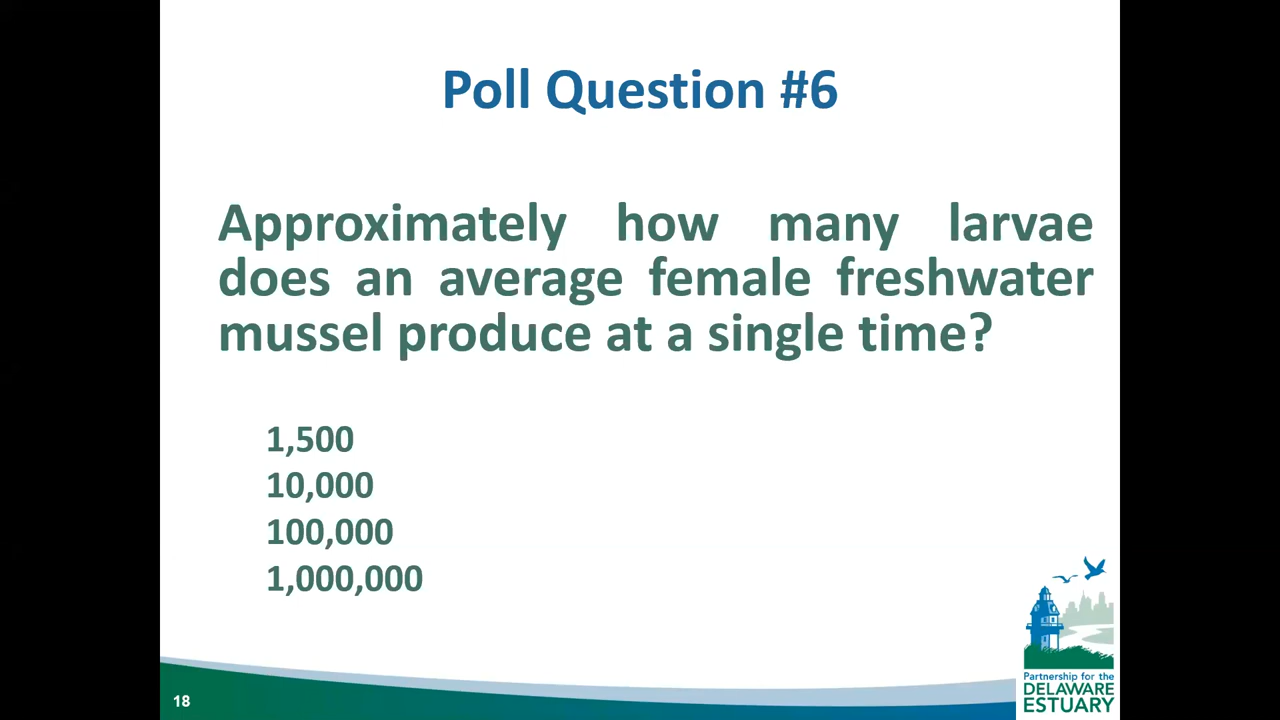 Poll Question #6
Approximately how many larvae
does an average female freshwater
mussel produce at a single time?
1,500
10,000
100,000
1,000,000
18
Partnership for the
DELAWARE
ESTUARY